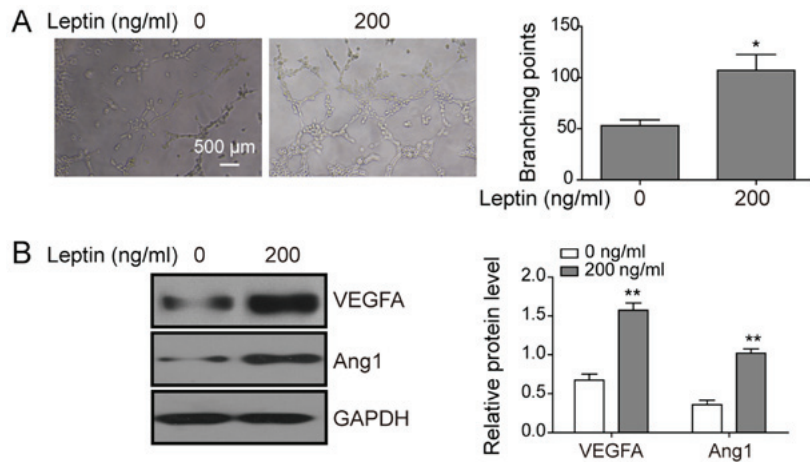 A
Leptin (ng/ml) 0 200
500 µm
Branching points
150
100
50
0
*
Leptin (ng/ml) 0 200
B
Leptin (ng/ml) 0 200
VEGFA
Ang1
GAPDH
0 ng/ml
200 ng/ml
Relative protein level
2.0
1.5
1.0
0.5
0
**
**
VEGFA Ang1